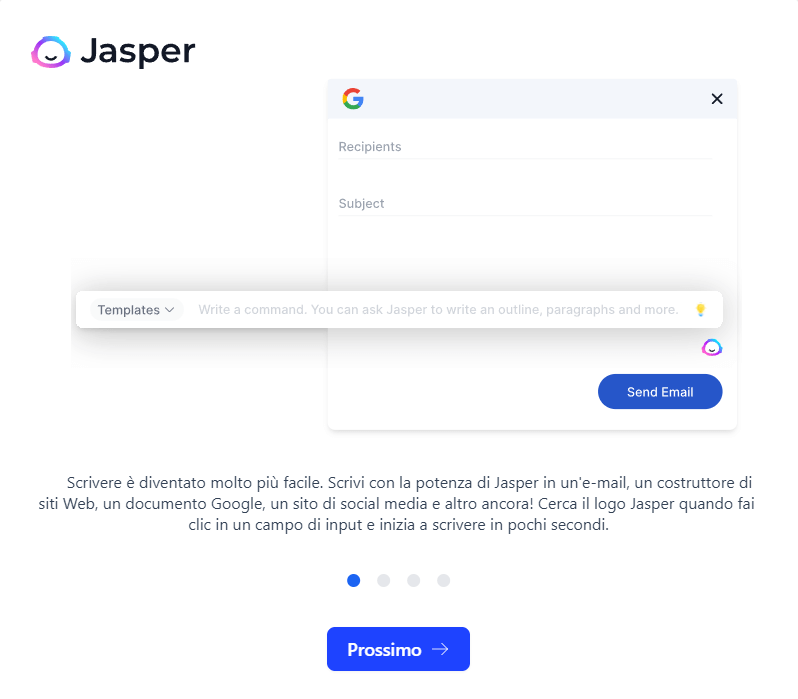 Jasper
Recipients
Subject
Templates Write a command. You can ask Jasper to write an outline, paragraphs and more.
Send Email
Scrivere è diventato molto più facile. Scrivi con la potenza di Jasper in un'e-mail, un costruttore di
siti Web, un documento Google, un sito di social media e altro ancora! Cerca il logo Jasper quando fai
clic in un campo di input e inizia a scrivere in pochi secondi.
Prossimo